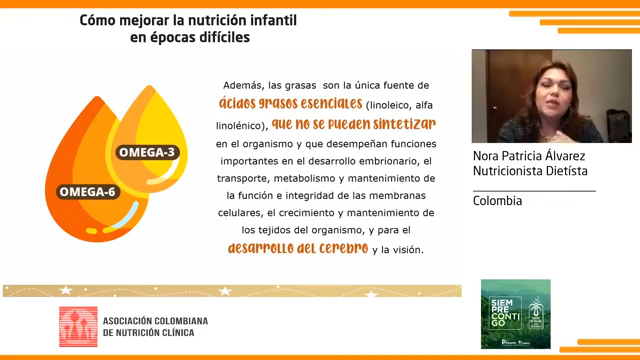 Cómo mejorar la nutrición infantil
en épocas difíciles
OMEGA-3
OMEGA-6
Además, las grasas son la única fuente de
ácidos grasos esenciales (linoleico, alfa
linolénico), que no se pueden sintetizar
en el organismo y que desempeñan funciones
importantes en el desarrollo embrionario, el
transporte, metabolismo y mantenimiento de
la función e integridad de las membranas
celulares, el crecimiento y mantenimiento de
los tejidos del organismo, y para el
desarrollo del cerebro y la visión.
Nora Patricia Álvarez
Nutricionista Dietísta
Colombia
ASOCIACIÓN COLOMBIANA
DE NUTRICIÓN CLÍNICA
SIEM
PRE
CONTI
GO